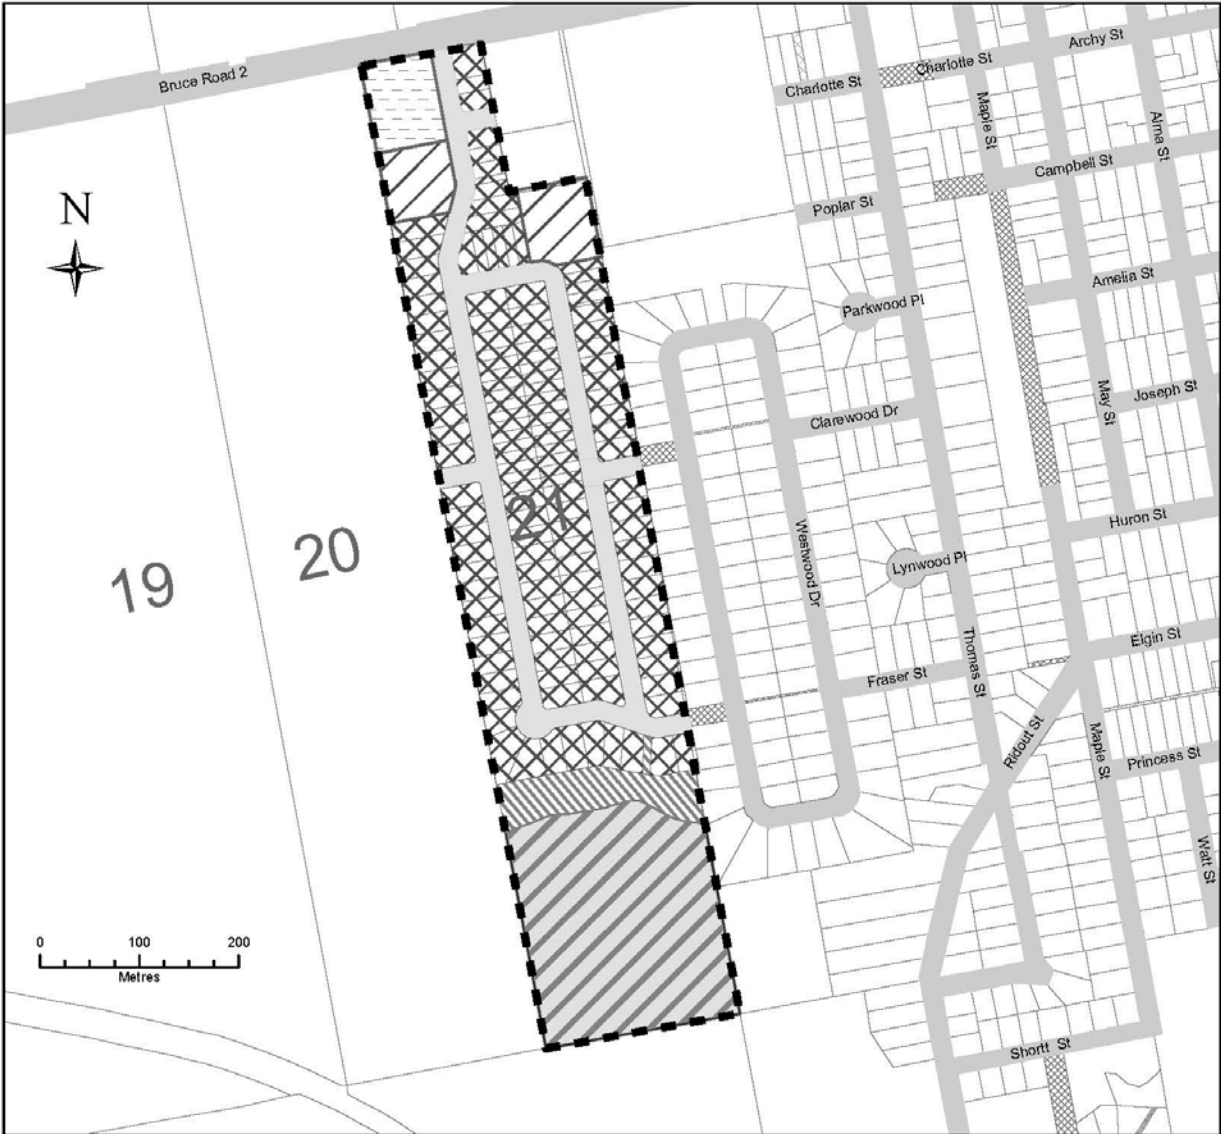 Archy St
Charlotte St
Bruce Road 2
Charlotte St
Maple St
Alma St
Campbell St
N
Poplar St
Amelia St
Parkwood Pl
Joseph St
May St
Clarewood Dr
21
Huron St
20
19
Westwood Dr
Lynwood Pl
Elgin St
Thomas St
Fraser St
Ridout St
Maple St
Princess St
Watt St
0 100 200
Metres
Shortt St